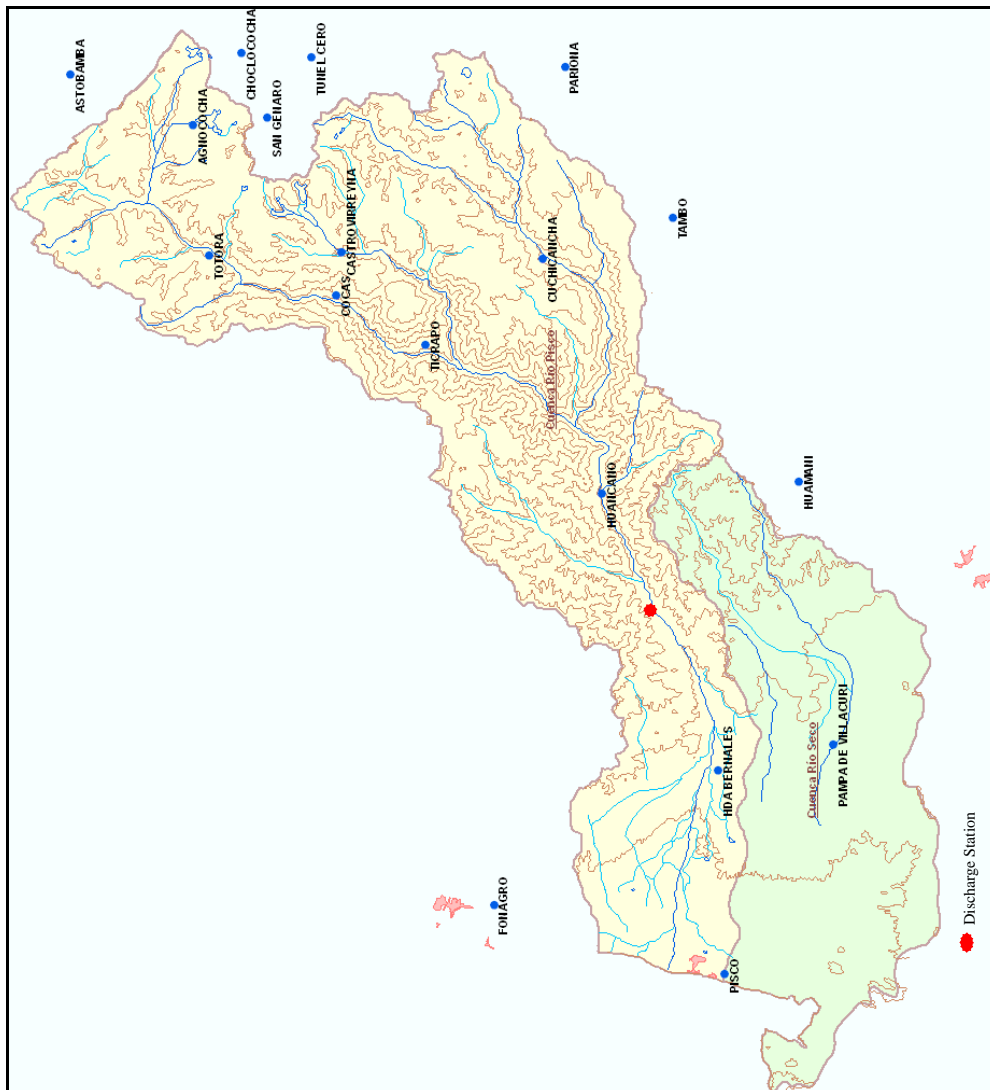 ASTOBAMBA
CHOCLOCOCHA
TUNEL CERO
PARIONA
AGNOCOCHA
SAN GENARO
TOTORA
CASTROVIRREYNA
COCAS
CUCHICANCHA
TAMBO
TICRAPO
Cuenca Rio Pisco
HUANCANO
HUAMANI
HDA BERNALES
Cuenca Rio Seco
PAMPA DE VILLACURI
FONAGRO
PISCO
Discharge Station